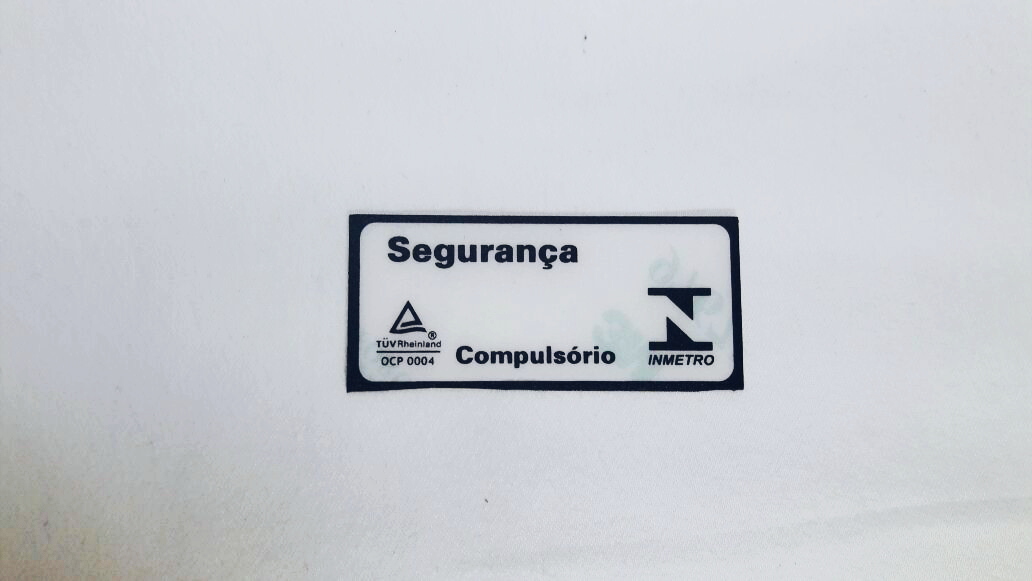 Segurança
TÜVRheinland®
OCP 0004
Compulsório
INMETRO